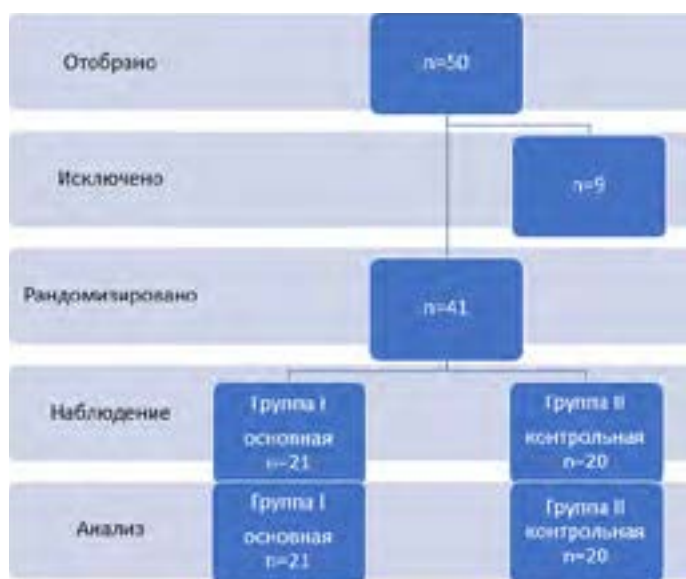 Отобрано
n=50
Исключено
n=9
Рандомизировано
n=41
Наблюдение
Группа I
основная
n=21
Группа II
контрольная
n=20
Анализ
Группа I
основная
n=21
Группа II
контрольная
n=20